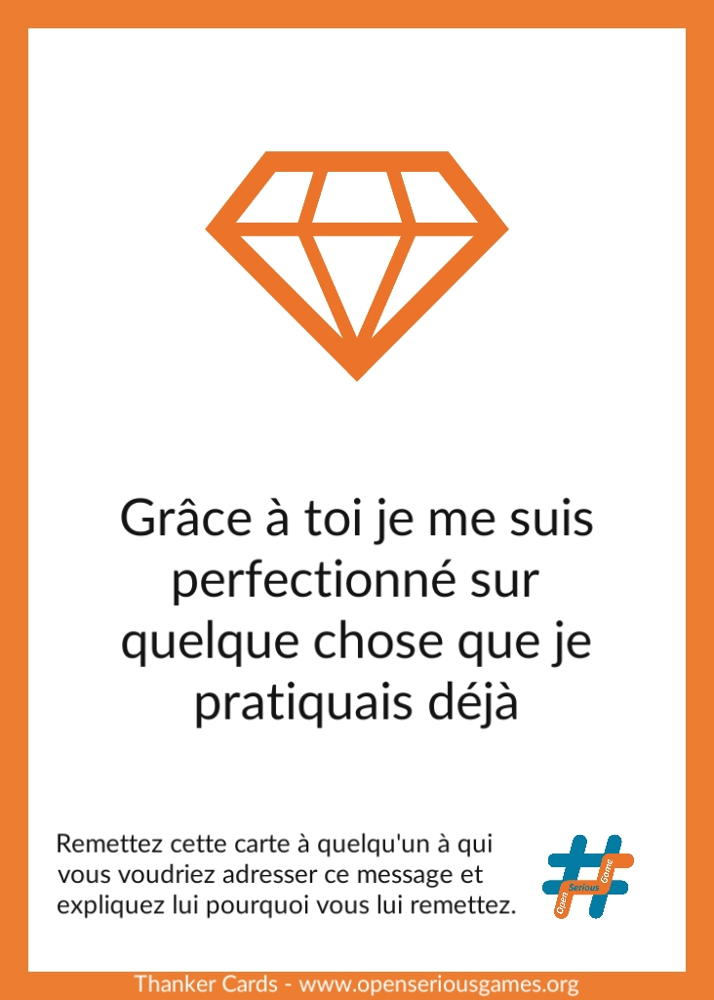 Grâce à toi je me suis
perfectionné sur
quelque chose que je
pratiquais déjà
Remettez cette carte à quelqu'un à qui
vous voudriez adresser ce message et
expliquez lui pourquoi vous lui remettez.
Open Serious Game
Thanker Cards - www.openseriousgames.org